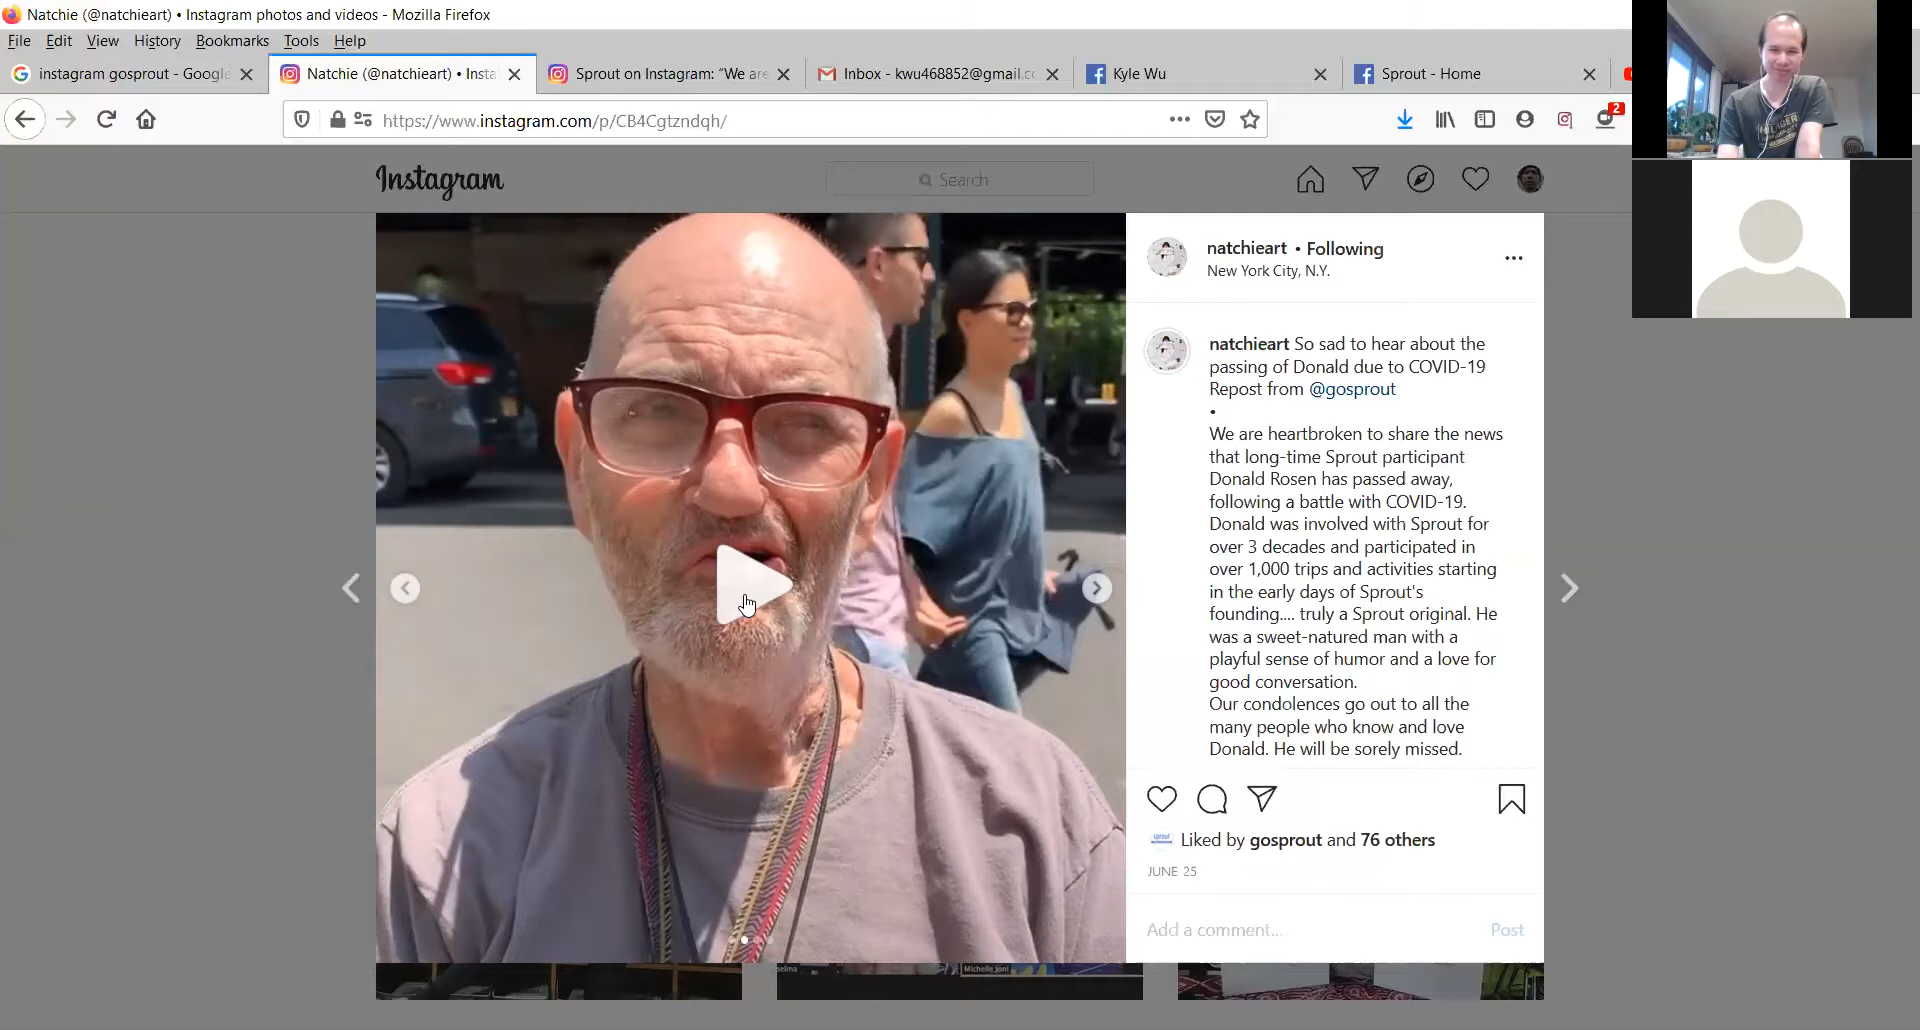 Natchie (@natchieart) • Instagram photos and videos - Mozilla Firefox
File Edit View History Bookmarks Tools Help
instagram gosprout - Google
Natchie (@natchieart) • Insta
Sprout on Instagram: “We are
Inbox - kwu468852@gmail.co
Kyle Wu
Sprout - Home
https://www.instagram.com/p/CB4Cgtzndqh/
2
Instagram
Search
natchieart • Following
New York City, N.Y.
natchieart So sad to hear about the
passing of Donald due to COVID-19
Repost from @gosprout
•
We are heartbroken to share the news
that long-time Sprout participant
Donald Rosen has passed away,
following a battle with COVID-19.
Donald was involved with Sprout for
over 3 decades and participated in
over 1,000 trips and activities starting
in the early days of Sprout's
founding.... truly a Sprout original. He
was a sweet-natured man with a
playful sense of humor and a love for
good conversation.
Our condolences go out to all the
many people who know and love
Donald. He will be sorely missed.
Liked by gosprout and 76 others
JUNE 25
Add a comment... Post
selma
Michelle Jonl
sprout